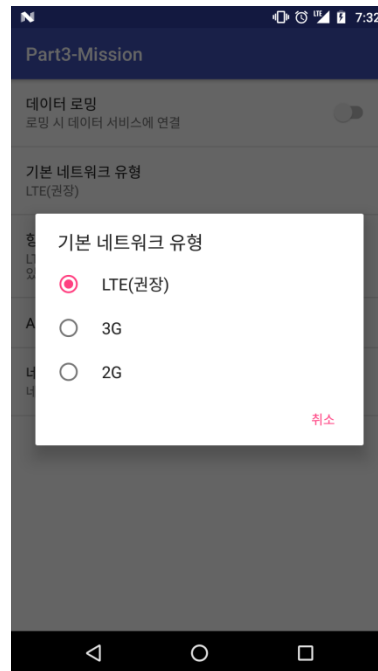 LTE 7:32
Part3-Mission
데이터 로밍
로밍 시 데이터 서비스에 연결
기본 네트워크 유형
LTE(권장)
기본 네트워크 유형
LTE(권장)
3G
2G
취소